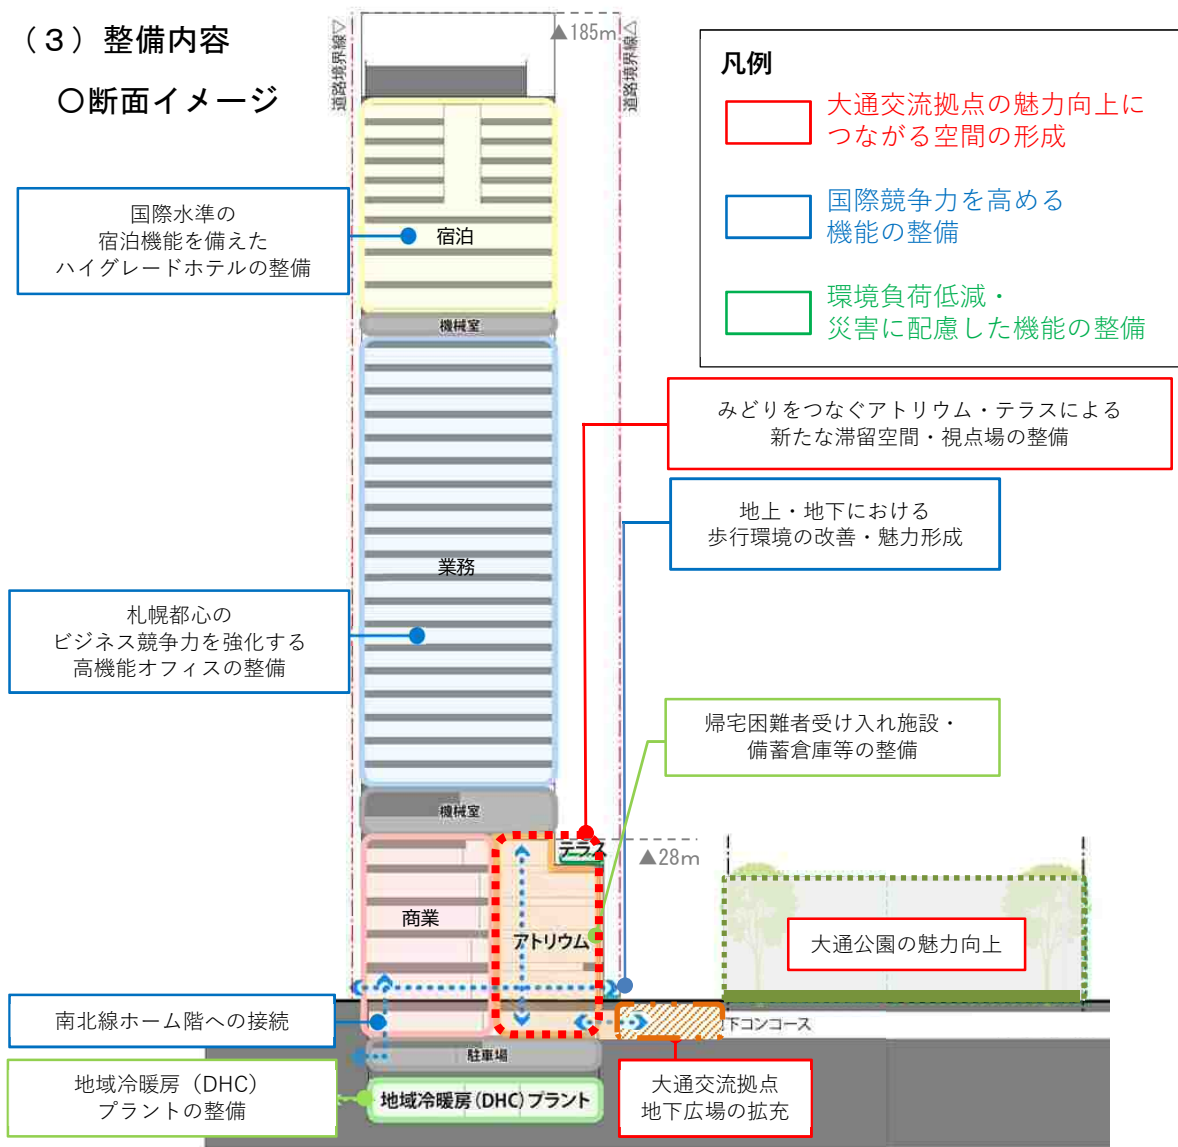 （３）整備内容
〇断面イメージ
道路境界線▽
▲185m
道路境界線▽
凡例
大通交流拠点の魅力向上に
つながる空間の形成
国際競争力を高める
機能の整備
環境負荷低減・
災害に配慮した機能の整備
国際水準の
宿泊機能を備えた
ハイグレードホテルの整備
宿泊
機械室
みどりをつなぐアトリウム・テラスによる
新たな滞留空間・視点場の整備
地上・地下における
歩行環境の改善・魅力形成
業務
札幌都心の
ビジネス競争力を強化する
高機能オフィスの整備
帰宅困難者受け入れ施設・
備蓄倉庫等の整備
機械室
テラス
▲28m
商業
アトリウム
大通公園の魅力向上
南北線ホーム階への接続
下コンコース
駐車場
地域冷暖房（DHC）
プラントの整備
地域冷暖房(DHC)プラント
大通交流拠点
地下広場の拡充